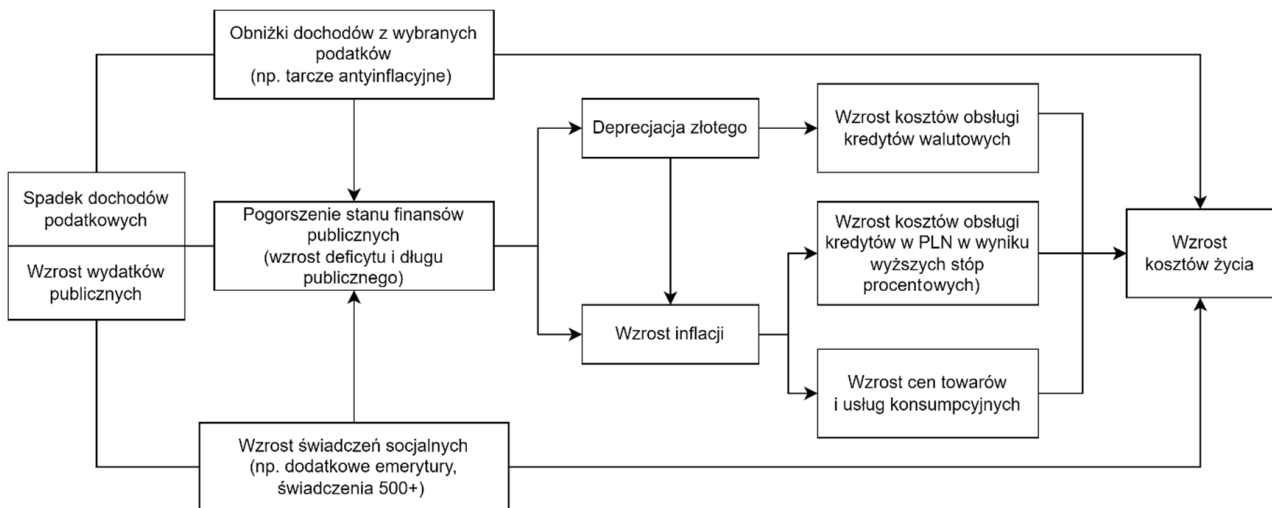 Obniżki dochodów z wybranych
podatków
(np. tarcze antyinflacyjne)
Spadek dochodów
podatkowych
Wzrost wydatków
publicznych
Pogorszenie stanu finansów
publicznych
(wzrost deficytu i długu
publicznego)
Wzrost świadczeń socjalnych
(np. dodatkowe emerytury,
świadczenia 500+)
Deprecjacja złotego
Wzrost inflacji
Wzrost kosztów obsługi
kredytów walutowych
Wzrost kosztów obsługi
kredytów w PLN w wyniku
wyższych stóp
procentowych)
Wzrost cen towarów
i usług konsumpcyjnych
Wzrost
kosztów życia